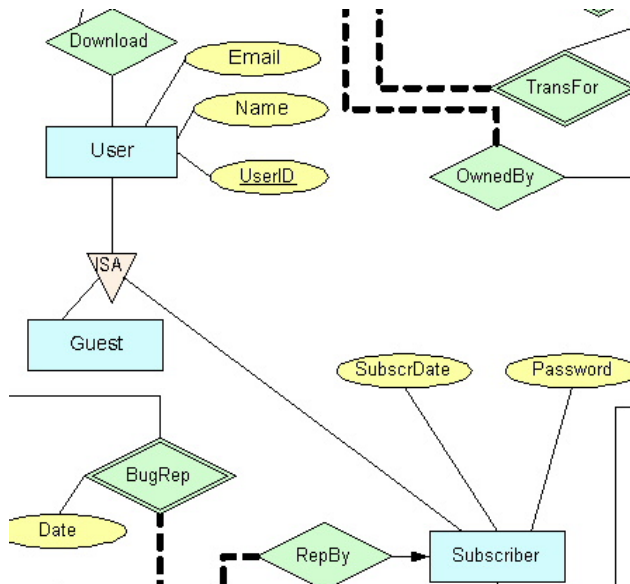 Download
Email
TransFor
Name
User
OwnedBy
UserID
ISA
Guest
SubscrDate
Password
BugRep
Date
RepBy
Subscriber